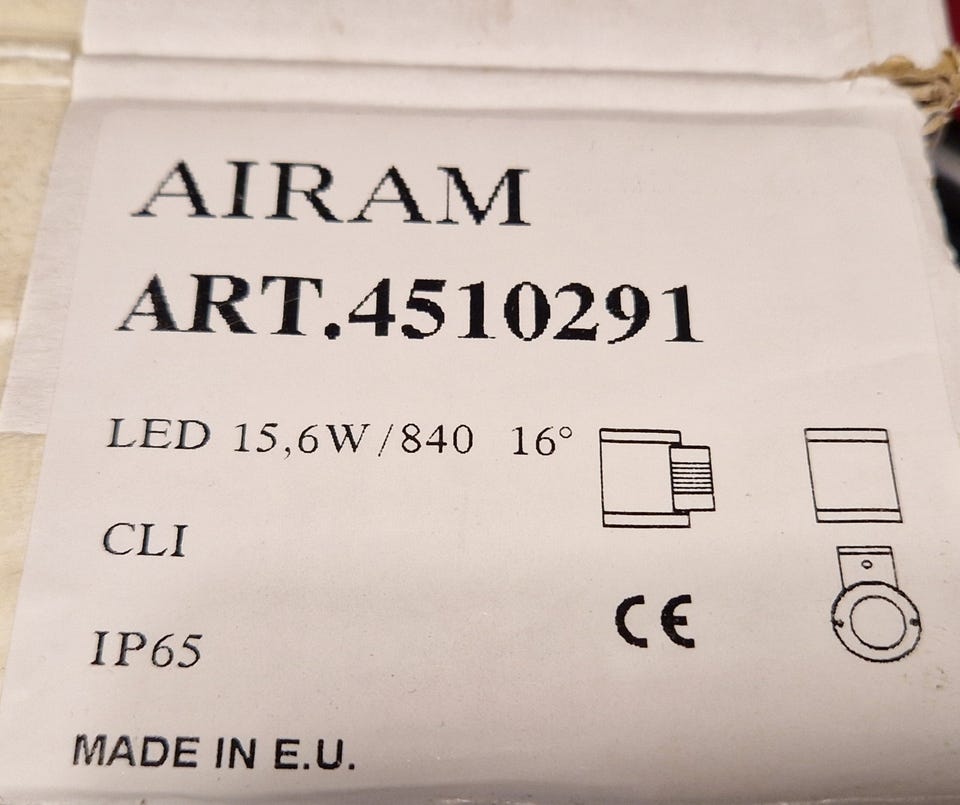 AIRAM
ART.4510291
LED 15,6W/840 16°
CLI
IP65
CE
MADE IN E.U.